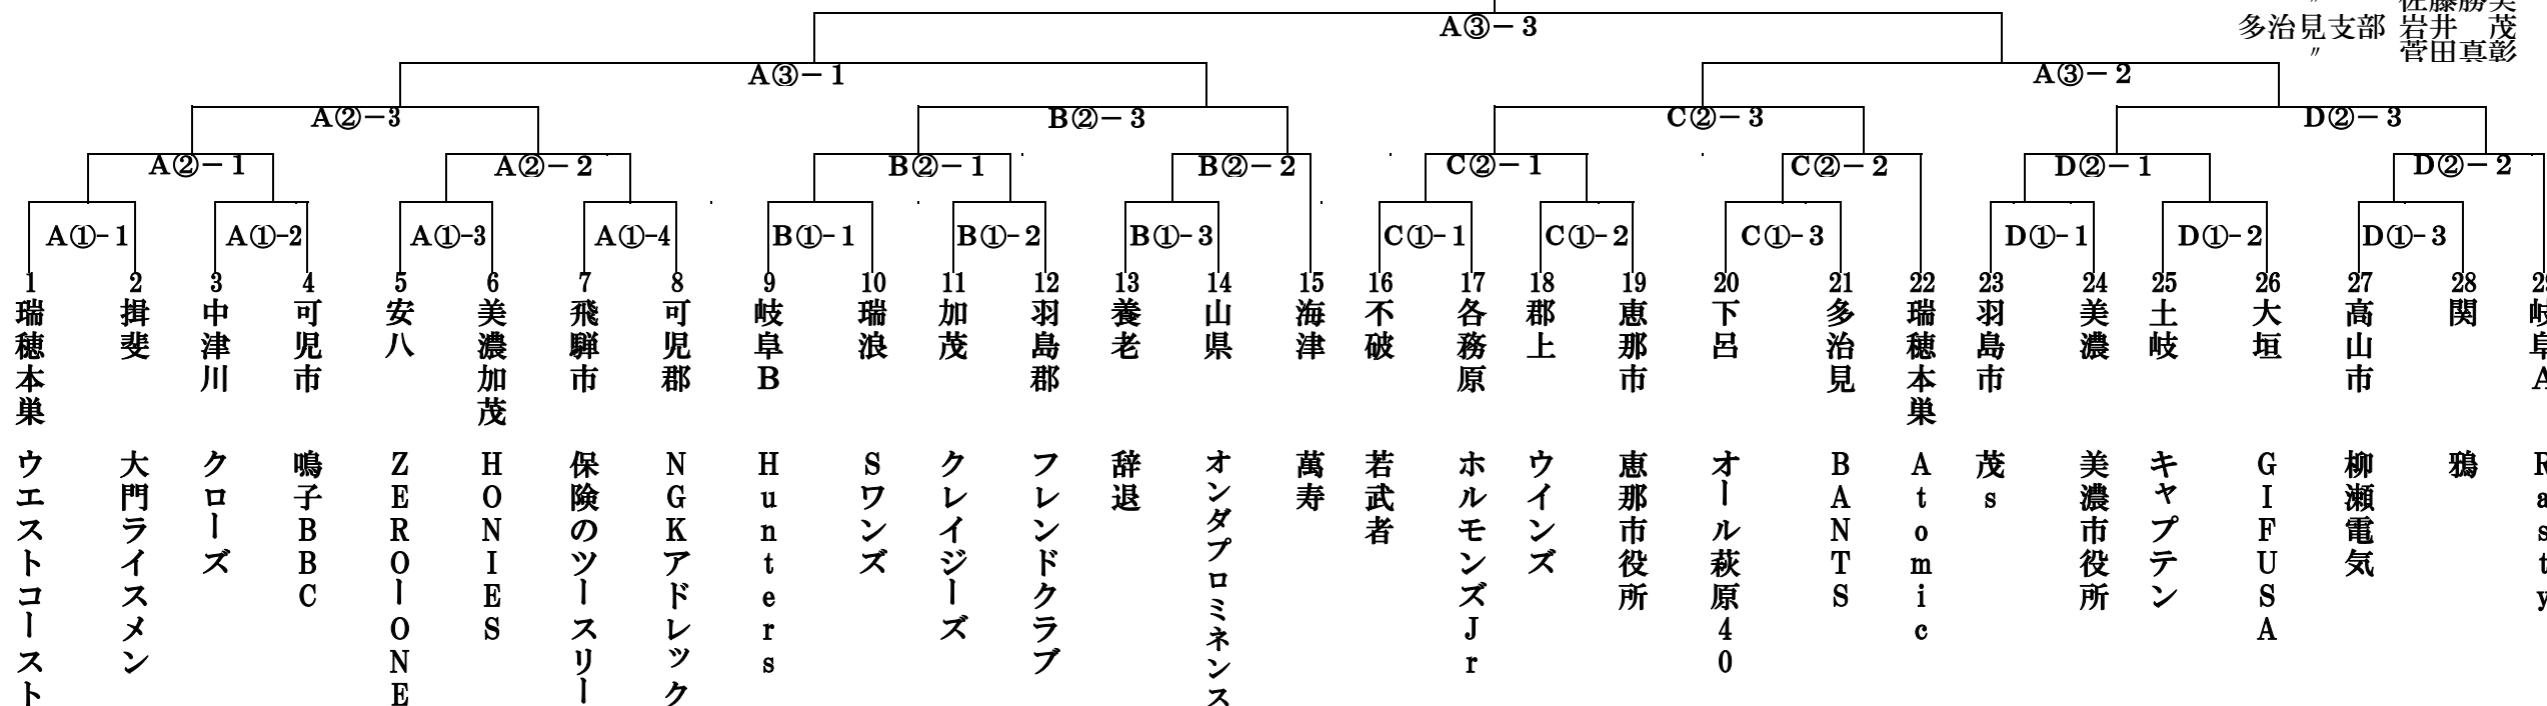 A③－3
多治見支部 岩井　茂
〃 菅田真彰
A③－1
A③－2
A②－3
B②－3
C②－3
D②－3
A②－1
A②－2
B②－1
B②－2
C②－1
C②－2
D②－1
D②－2
A①-1
A①-2
A①-3
A①-4
B①-1
B①-2
B①-3
C①-1
C①-2
C①-3
D①-1
D①-2
D①-3
1 瑞穂本巣 ウエストコースト
2 揖斐 大門ライスメン
3 中津川 クローズ
4 可児市 鳴子BBC
5 安八 ZERO－ONE
6 美濃加茂 HONIES
7 飛騨市 保険のツースリー
8 可児郡 NGKアドレック
9 岐阜B Hunters
10 瑞浪 Sワンズ
11 加茂 クレイジーズ
12 羽島郡 フレンドクラブ
13 養老 辞退
14 山県 オンダプロミネンス
15 海津 萬寿
16 不破 若武者
17 各務原 ホルモンズJr
18 郡上 ウインズ
19 恵那市 恵那市役所
20 下呂 オール萩原40
21 多治見 BANTS
22 瑞穂本巣 Atomic
23 羽島市 茂s
24 美濃 美濃市役所
25 土岐 キャプテン
26 大垣 GIFUSA
27 高山市 柳瀬電気
28 関 鴉
岐阜A Rasty